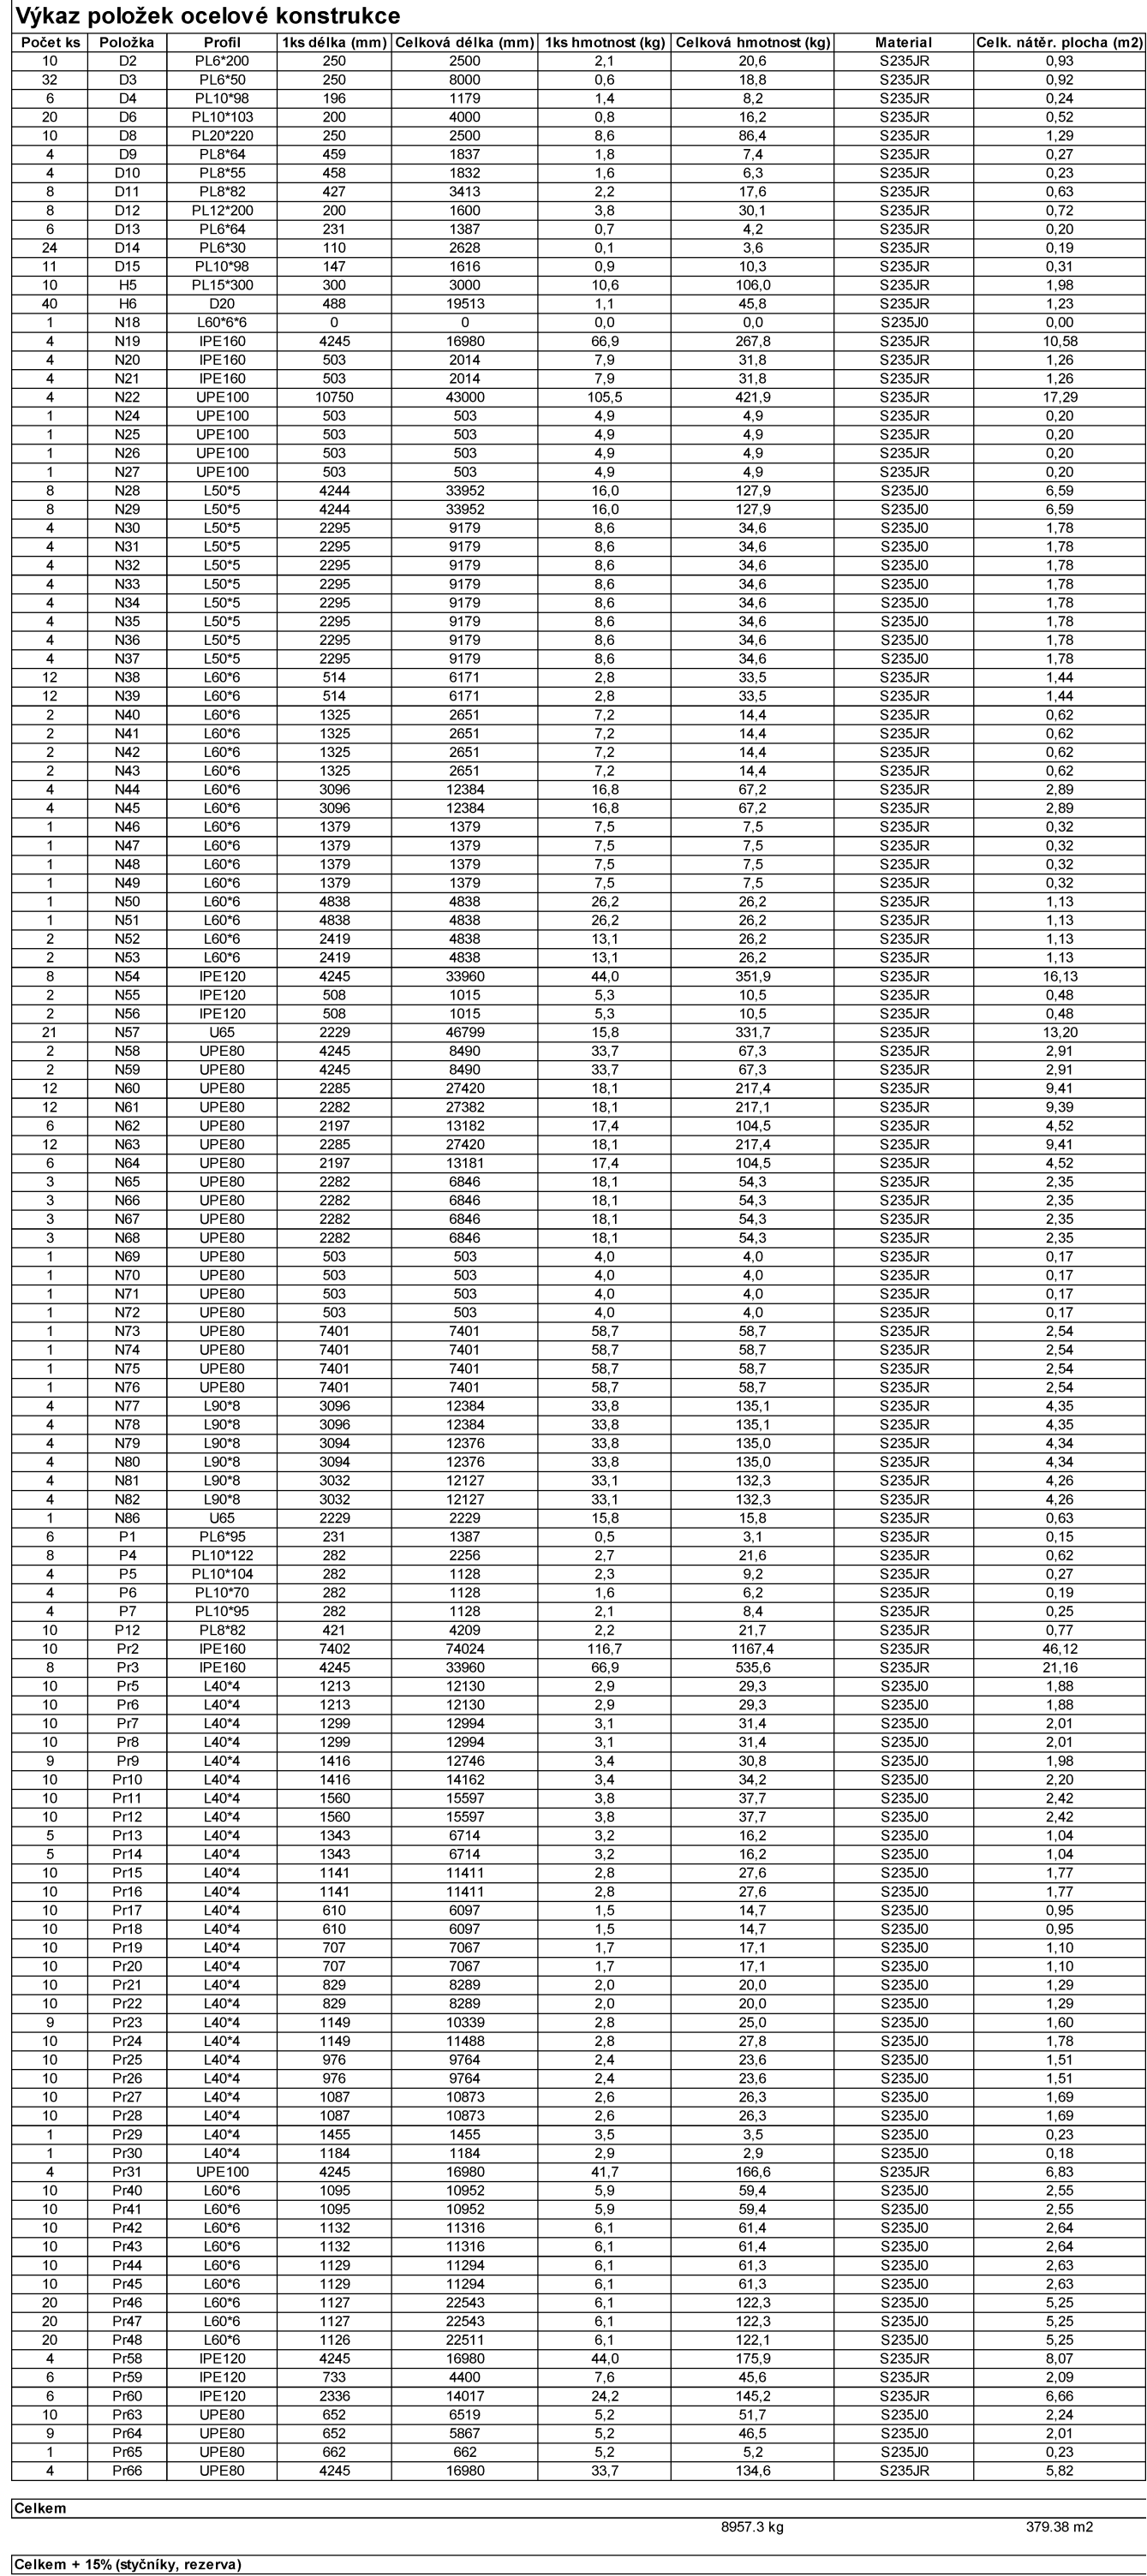 Výkaz položek ocelové konstrukce
Počet ks Položka Profil 1ks délka (mm) Celková délka (mm) 1ks hmotnost (kg) Celková hmotnost (kg) Material Celk. nátěr. plocha (m2)
10 D2 PL6*200 250 2500 2,1 20,6 S235JR 0,93
32 D3 PL6*50 250 8000 0,6 18,8 S235JR 0,92
6 D4 PL10*98 196 1179 1,4 8,2 S235JR 0,24
20 D6 PL10*103 200 4000 0,8 16,2 S235JR 0,52
10 D8 PL20*220 250 2500 8,6 86,4 S235JR 1,29
4 D9 PL8*64 459 1837 1,8 7,4 S235JR 0,27
4 D10 PL8*55 458 1832 1,6 6,3 S235JR 0,23
8 D11 PL8*82 427 3413 2,2 17,6 S235JR 0,63
8 D12 PL12*200 200 1600 3,8 30,1 S235JR 0,72
6 D13 PL6*64 231 1387 0,7 4,2 S235JR 0,20
24 D14 PL6*30 110 2628 0,1 3,6 S235JR 0,19
11 D15 PL10*98 147 1616 0,9 10,3 S235JR 0,31
10 H5 PL15*300 300 3000 10,6 106,0 S235JR 1,98
40 H6 D20 488 19513 1,1 45,8 S235JR 1,23
1 N18 L60*6*6 0 0 0,0 0,0 S235J0 0,00
4 N19 IPE160 4245 16980 66,9 267,8 S235JR 10,58
4 N20 IPE160 503 2014 7,9 31,8 S235JR 1,26
4 N21 IPE160 503 2014 7,9 31,8 S235JR 1,26
4 N22 UPE100 10750 43000 105,5 421,9 S235JR 17,29
1 N24 UPE100 503 503 4,9 4,9 S235JR 0,20
1 N25 UPE100 503 503 4,9 4,9 S235JR 0,20
1 N26 UPE100 503 503 4,9 4,9 S235JR 0,20
1 N27 UPE100 503 503 4,9 4,9 S235JR 0,20
8 N28 L50*5 4244 33952 16,0 127,9 S235J0 6,59
8 N29 L50*5 4244 33952 16,0 127,9 S235J0 6,59
4 N30 L50*5 2295 9179 8,6 34,6 S235J0 1,78
4 N31 L50*5 2295 9179 8,6 34,6 S235J0 1,78
4 N32 L50*5 2295 9179 8,6 34,6 S235J0 1,78
4 N33 L50*5 2295 9179 8,6 34,6 S235J0 1,78
4 N34 L50*5 2295 9179 8,6 34,6 S235J0 1,78
4 N35 L50*5 2295 9179 8,6 34,6 S235J0 1,78
4 N36 L50*5 2295 9179 8,6 34,6 S235J0 1,78
4 N37 L50*5 2295 9179 8,6 34,6 S235J0 1,78
12 N38 L60*6 514 6171 2,8 33,5 S235JR 1,44
12 N39 L60*6 514 6171 2,8 33,5 S235JR 1,44
2 N40 L60*6 1325 2651 7,2 14,4 S235JR 0,62
2 N41 L60*6 1325 2651 7,2 14,4 S235JR 0,62
2 N42 L60*6 1325 2651 7,2 14,4 S235JR 0,62
2 N43 L60*6 1325 2651 7,2 14,4 S235JR 0,62
4 N44 L60*6 3096 12384 16,8 67,2 S235JR 2,89
4 N45 L60*6 3096 12384 16,8 67,2 S235JR 2,89
1 N46 L60*6 1379 1379 7,5 7,5 S235JR 0,32
1 N47 L60*6 1379 1379 7,5 7,5 S235JR 0,32
1 N48 L60*6 1379 1379 7,5 7,5 S235JR 0,32
1 N49 L60*6 1379 1379 7,5 7,5 S235JR 0,32
1 N50 L60*6 4838 4838 26,2 26,2 S235JR 1,13
1 N51 L60*6 4838 4838 26,2 26,2 S235JR 1,13
2 N52 L60*6 2419 4838 13,1 26,2 S235JR 1,13
2 N53 L60*6 2419 4838 13,1 26,2 S235JR 1,13
8 N54 IPE120 4245 33960 44,0 351,9 S235JR 16,13
2 N55 IPE120 508 1015 5,3 10,5 S235JR 0,48
2 N56 IPE120 508 1015 5,3 10,5 S235JR 0,48
21 N57 U65 2229 46799 15,8 331,7 S235JR 13,20
2 N58 UPE80 4245 8490 33,7 67,3 S235JR 2,91
2 N59 UPE80 4245 8490 33,7 67,3 S235JR 2,91
12 N60 UPE80 2285 27420 18,1 217,4 S235JR 9,41
12 N61 UPE80 2282 27382 18,1 217,1 S235JR 9,39
6 N62 UPE80 2197 13182 17,4 104,5 S235JR 4,52
12 N63 UPE80 2285 27420 18,1 217,4 S235JR 9,41
6 N64 UPE80 2197 13181 17,4 104,5 S235JR 4,52
3 N65 UPE80 2282 6846 18,1 54,3 S235JR 2,35
3 N66 UPE80 2282 6846 18,1 54,3 S235JR 2,35
3 N67 UPE80 2282 6846 18,1 54,3 S235JR 2,35
3 N68 UPE80 2282 6846 18,1 54,3 S235JR 2,35
1 N69 UPE80 503 503 4,0 4,0 S235JR 0,17
1 N70 UPE80 503 503 4,0 4,0 S235JR 0,17
1 N71 UPE80 503 503 4,0 4,0 S235JR 0,17
1 N72 UPE80 503 503 4,0 4,0 S235JR 0,17
1 N73 UPE80 7401 7401 58,7 58,7 S235JR 2,54
1 N74 UPE80 7401 7401 58,7 58,7 S235JR 2,54
1 N75 UPE80 7401 7401 58,7 58,7 S235JR 2,54
1 N76 UPE80 7401 7401 58,7 58,7 S235JR 2,54
4 N77 L90*8 3096 12384 33,8 135,1 S235JR 4,35
4 N78 L90*8 3096 12384 33,8 135,1 S235JR 4,35
4 N79 L90*8 3094 12376 33,8 135,0 S235JR 4,34
4 N80 L90*8 3094 12376 33,8 135,0 S235JR 4,34
4 N81 L90*8 3032 12127 33,1 132,3 S235JR 4,26
4 N82 L90*8 3032 12127 33,1 132,3 S235JR 4,26
1 N86 U65 2229 2229 15,8 15,8 S235JR 0,63
6 P1 PL6*95 231 1387 0,5 3,1 S235JR 0,15
8 P4 PL10*122 282 2256 2,7 21,6 S235JR 0,62
4 P5 PL10*104 282 1128 2,3 9,2 S235JR 0,27
4 P6 PL10*70 282 1128 1,6 6,2 S235JR 0,19
4 P7 PL10*95 282 1128 2,1 8,4 S235JR 0,25
10 P12 PL8*82 421 4209 2,2 21,7 S235JR 0,77
10 Pr2 IPE160 7402 74024 116,7 1167,4 S235JR 46,12
8 Pr3 IPE160 4245 33960 66,9 535,6 S235JR 21,16
10 Pr5 L40*4 1213 12130 2,9 29,3 S235J0 1,88
10 Pr6 L40*4 1213 12130 2,9 29,3 S235J0 1,88
10 Pr7 L40*4 1299 12994 3,1 31,4 S235J0 2,01
10 Pr8 L40*4 1299 12994 3,1 31,4 S235J0 2,01
9 Pr9 L40*4 1416 12746 3,4 30,8 S235J0 1,98
10 Pr10 L40*4 1416 14162 3,4 34,2 S235J0 2,20
10 Pr11 L40*4 1560 15597 3,8 37,7 S235J0 2,42
10 Pr12 L40*4 1560 15597 3,8 37,7 S235J0 2,42
5 Pr13 L40*4 1343 6714 3,2 16,2 S235J0 1,04
5 Pr14 L40*4 1343 6714 3,2 16,2 S235J0 1,04
10 Pr15 L40*4 1141 11411 2,8 27,6 S235J0 1,77
10 Pr16 L40*4 1141 11411 2,8 27,6 S235J0 1,77
10 Pr17 L40*4 610 6097 1,5 14,7 S235J0 0,95
10 Pr18 L40*4 610 6097 1,5 14,7 S235J0 0,95
10 Pr19 L40*4 707 7067 1,7 17,1 S235J0 1,10
10 Pr20 L40*4 707 7067 1,7 17,1 S235J0 1,10
10 Pr21 L40*4 829 8289 2,0 20,0 S235J0 1,29
10 Pr22 L40*4 829 8289 2,0 20,0 S235J0 1,29
9 Pr23 L40*4 1149 10339 2,8 25,0 S235J0 1,60
10 Pr24 L40*4 1149 11488 2,8 27,8 S235J0 1,78
10 Pr25 L40*4 976 9764 2,4 23,6 S235J0 1,51
10 Pr26 L40*4 976 9764 2,4 23,6 S235J0 1,51
10 Pr27 L40*4 1087 10873 2,6 26,3 S235J0 1,69
10 Pr28 L40*4 1087 10873 2,6 26,3 S235J0 1,69
1 Pr29 L40*4 1455 1455 3,5 3,5 S235J0 0,23
1 Pr30 L40*4 1184 1184 2,9 2,9 S235J0 0,18
4 Pr31 UPE100 4245 16980 41,7 166,6 S235JR 6,83
10 Pr40 L60*6 1095 10952 5,9 59,4 S235J0 2,55
10 Pr41 L60*6 1095 10952 5,9 59,4 S235J0 2,55
10 Pr42 L60*6 1132 11316 6,1 61,4 S235J0 2,64
10 Pr43 L60*6 1132 11316 6,1 61,4 S235J0 2,64
10 Pr44 L60*6 1129 11294 6,1 61,3 S235J0 2,63
10 Pr45 L60*6 1129 11294 6,1 61,3 S235J0 2,63
20 Pr46 L60*6 1127 22543 6,1 122,3 S235J0 5,25
20 Pr47 L60*6 1127 22543 6,1 122,3 S235J0 5,25
20 Pr48 L60*6 1126 22511 6,1 122,1 S235J0 5,25
4 Pr58 IPE120 4245 16980 44,0 175,9 S235JR 8,07
6 Pr59 IPE120 733 4400 7,6 45,6 S235JR 2,09
6 Pr60 IPE120 2336 14017 24,2 145,2 S235JR 6,66
10 Pr63 UPE80 652 6519 5,2 51,7 S235J0 2,24
9 Pr64 UPE80 652 5867 5,2 46,5 S235J0 2,01
1 Pr65 UPE80 662 662 5,2 5,2 S235J0 0,23
4 Pr66 UPE80 4245 16980 33,7 134,6 S235JR 5,82
Celkem
8957.3 kg 379.38 m2
Celkem + 15% (styčníky, rezerva)